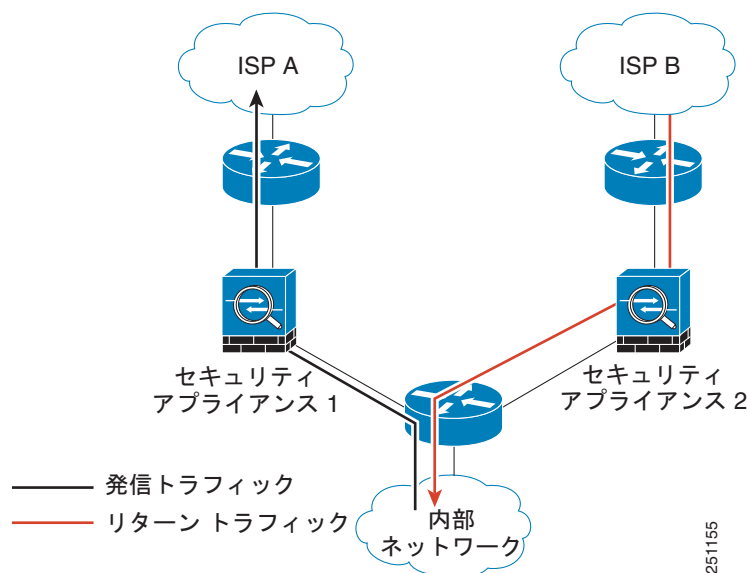 ISP A
ISP B
セキュリティ
アプライアンス 1
セキュリティ
アプライアンス 2
発信トラフィック
リターン トラフィック
内部
ネットワーク
251155